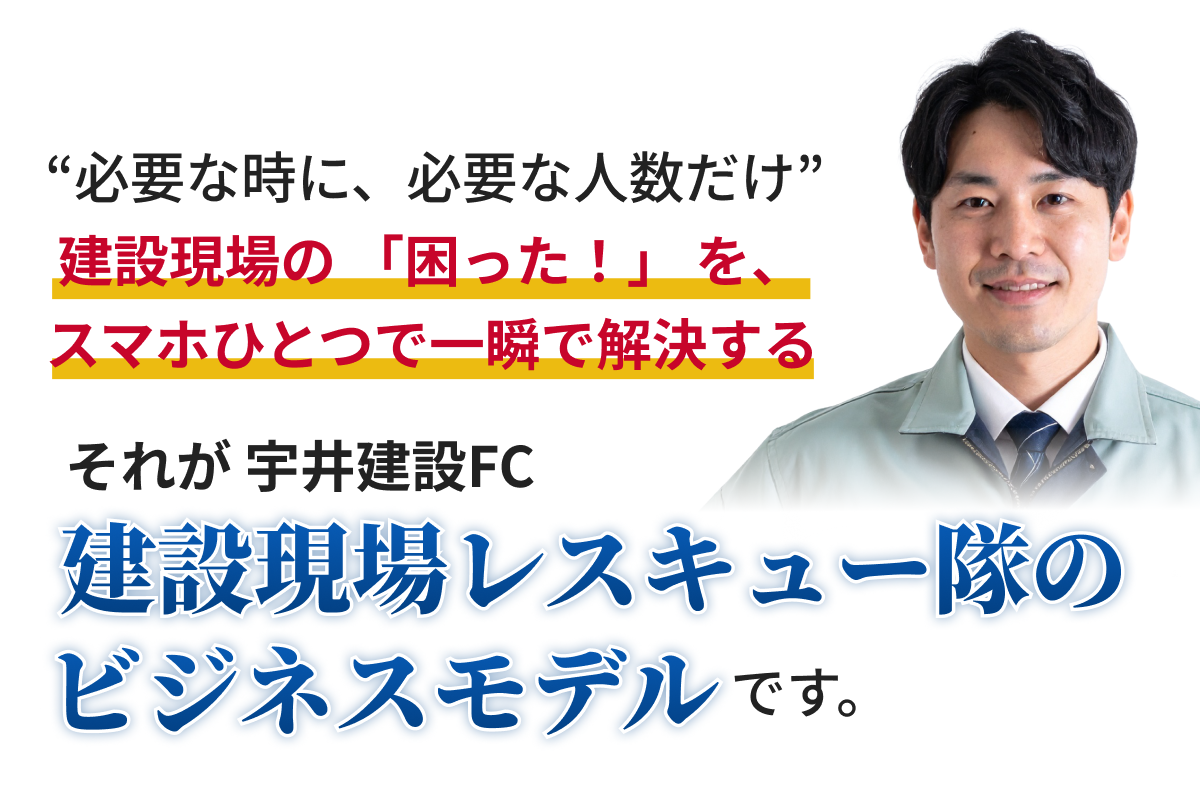 “必要な時に、必要な人数だけ”
建設現場の「困った！」を、
スマホひとつで一瞬で解決する
それが 宇井建設FC
建設現場レスキュー隊の
ビジネスモデルです。